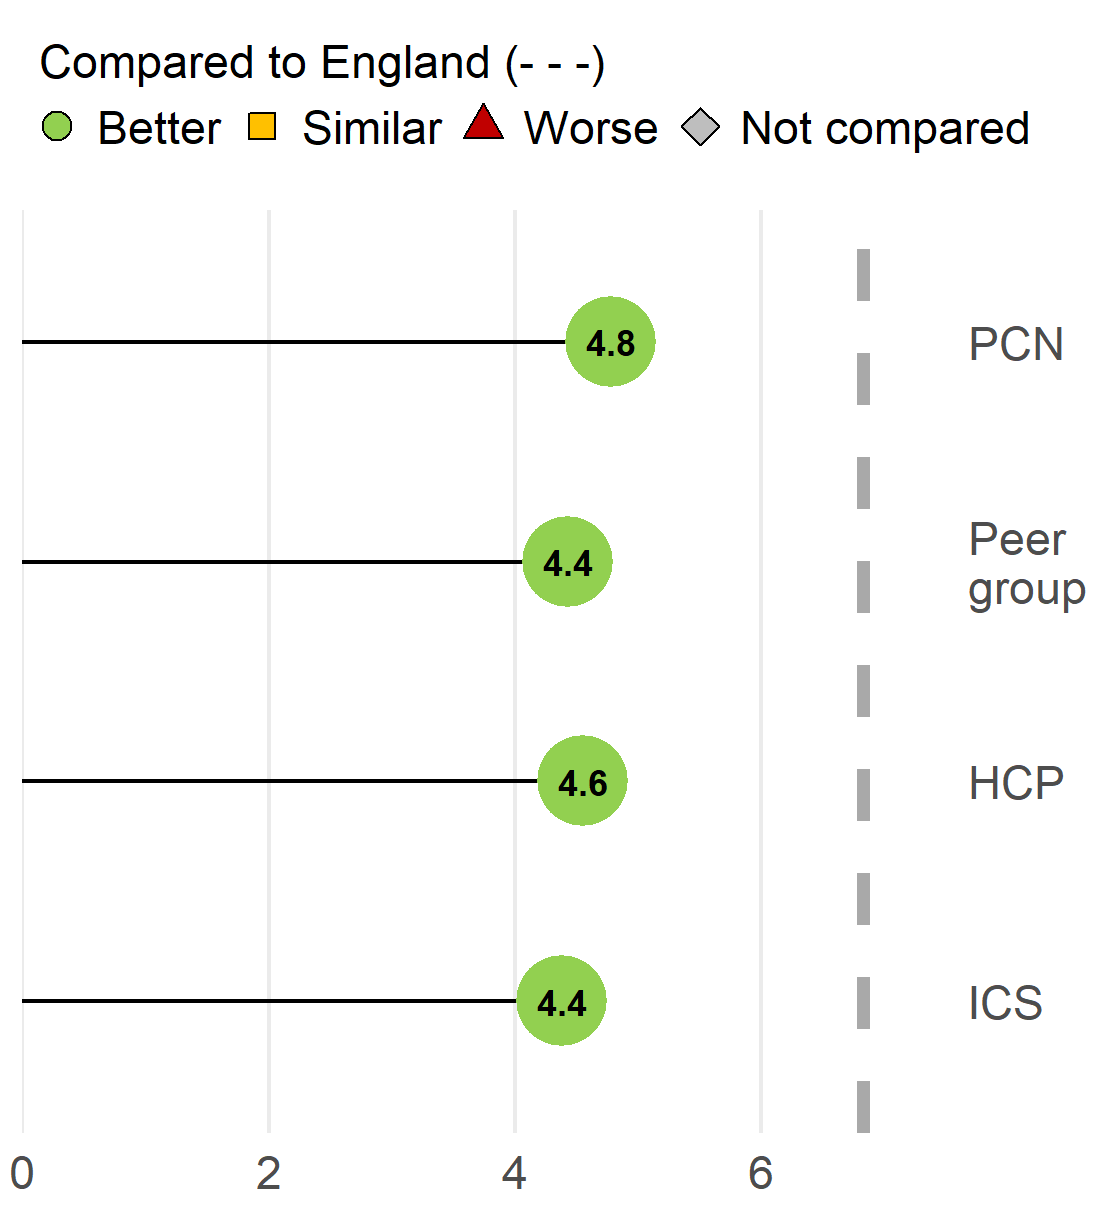 Compared to England (- - -)
Better Similar Worse Not compared
4.8 PCN
4.4 Peer
group
4.6 HCP
4.4 ICS
0 2 4 6